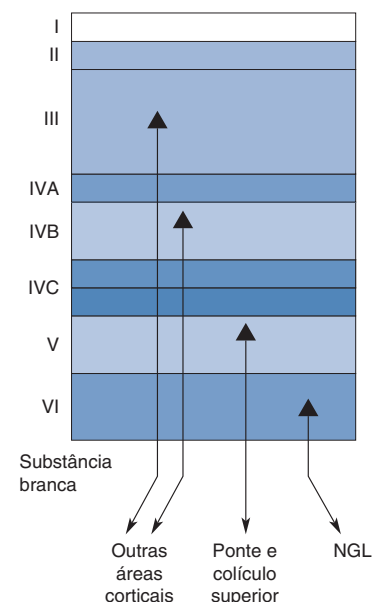 I
II
III
IVA
IVB
IVC
V
VI
Substância
branca
Outras
áreas
corticais
Ponte e
colículo
superior
NGL